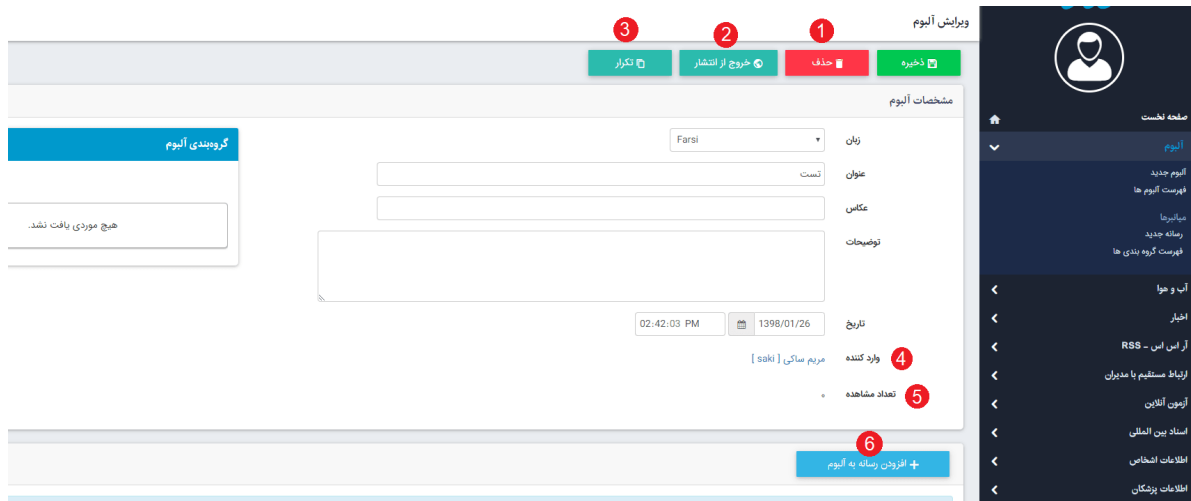 ویرایش آلبوم
1
2
3
ذخیره
حذف
خروج از انتشار
تکرار
مشخصات آلبوم
زبان
Farsi
عنوان
تست
عکاس
توضیحات
تاریخ
1398/01/26
02:42:03 PM
4
وارد کننده
مریم ساکی [ saki ]
5
تعداد مشاهده
۰
گروه‌بندی آلبوم
هیچ موردی یافت نشد.
6
+ افزودن رسانه به آلبوم
صفحه نخست
آلبوم
آلبوم جدید
فهرست آلبوم ها
میانبرها
رسانه جدید
فهرست گروه بندی ها
آب و هوا
اخبار
آر اس اس - RSS
ارتباط مستقیم با مدیران
آزمون آنلاین
اسناد بین المللی
اطلاعات اشخاص
اطلاعات پزشکان